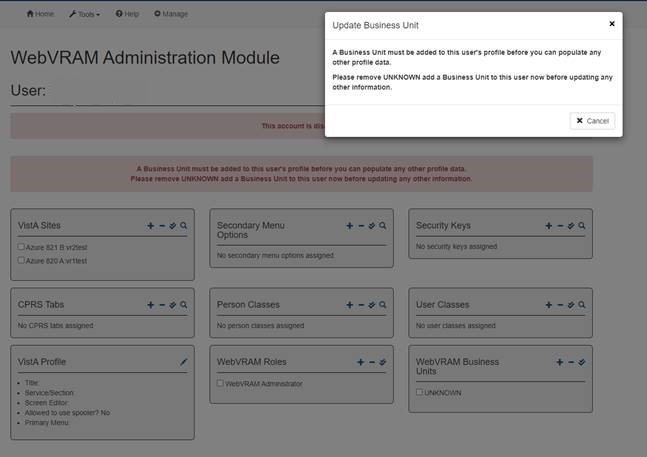 Home Tools Help Manage
Update Business Unit
A Business Unit must be added to this user's profile before you can populate any
other profile data.
Please remove UNKNOWN add a Business Unit to this user now before updating any
other information.
Cancel
WebVRAM Administration Module
User:
This account is dis
A Business Unit must be added to this user's profile before you can populate any other profile data.
Please remove UNKNOWN add a Business Unit to this user now before updating any other information.
VistA Sites
Azure 821 B:vr2test
Azure 820 A:vr1test
Secondary Menu
Options
No secondary menu options assigned
Security Keys
No security keys assigned
CPRS Tabs
No CPRS tabs assigned
Person Classes
No person classes assigned
User Classes
No user classes assigned
VistA Profile
Title:
Service/Section:
Screen Editor:
Allowed to use spooler? No
Primary Menu:
WebVRAM Roles
WebVRAM Administrator
WebVRAM Business
Units
UNKNOWN